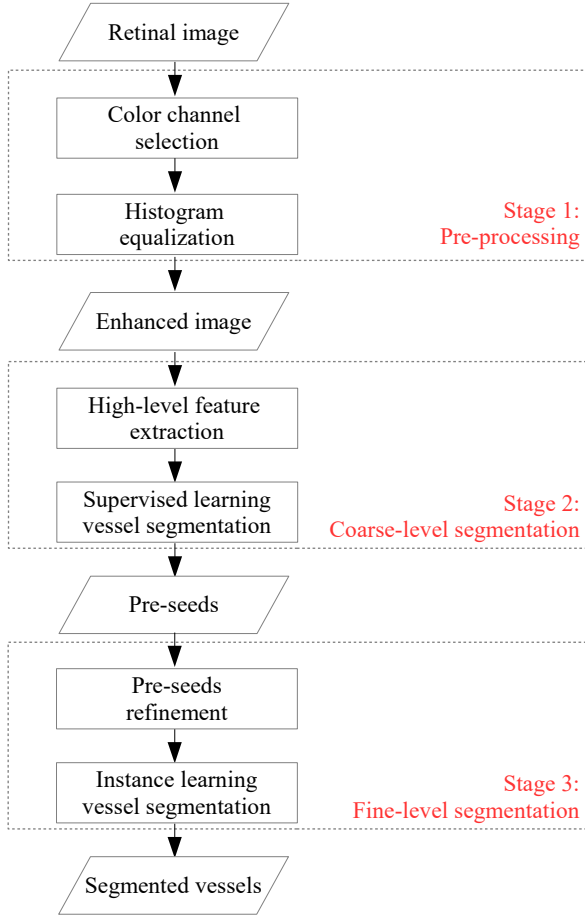 Retinal image
Color channel
selection
Histogram
equalization
Stage 1:
Pre-processing
Enhanced image
High-level feature
extraction
Supervised learning
vessel segmentation
Stage 2:
Coarse-level segmentation
Pre-seeds
Pre-seeds
refinement
Instance learning
vessel segmentation
Stage 3:
Fine-level segmentation
Segmented vessels